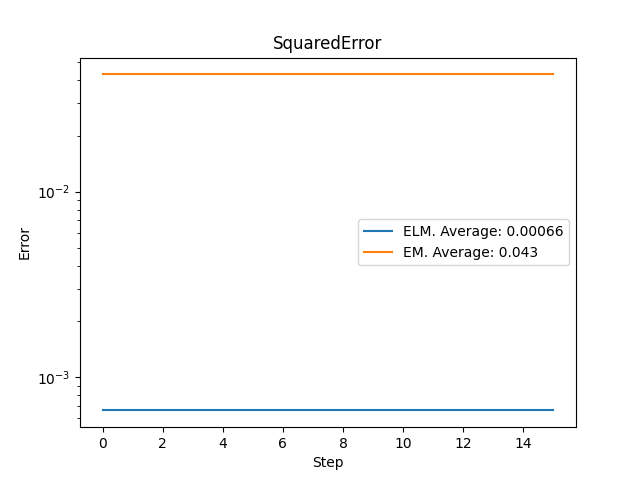 SquaredError
Error
10⁻²
10⁻³
ELM. Average: 0.00066
EM. Average: 0.043
0 2 4 6 8 10 12 14
Step